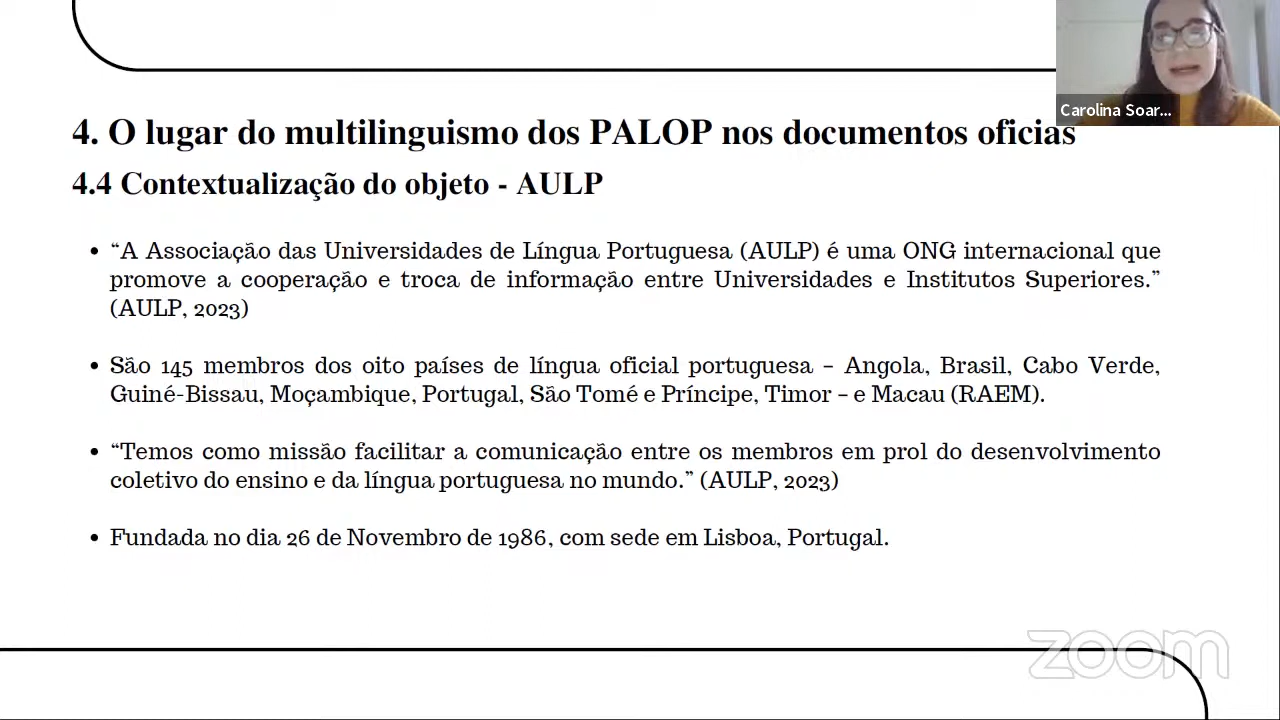 Carolina Soar...
4. O lugar do multilinguismo dos PALOP nos documentos oficias
4.4 Contextualização do objeto - AULP
• “A Associação das Universidades de Língua Portuguesa (AULP) é uma ONG internacional que
promove a cooperação e troca de informação entre Universidades e Institutos Superiores.”
(AULP, 2023)
• São 145 membros dos oito países de língua oficial portuguesa – Angola, Brasil, Cabo Verde,
Guiné-Bissau, Moçambique, Portugal, São Tomé e Príncipe, Timor – e Macau (RAEM).
• “Temos como missão facilitar a comunicação entre os membros em prol do desenvolvimento
coletivo do ensino e da língua portuguesa no mundo.” (AULP, 2023)
• Fundada no dia 26 de Novembro de 1986, com sede em Lisboa, Portugal.
zoom